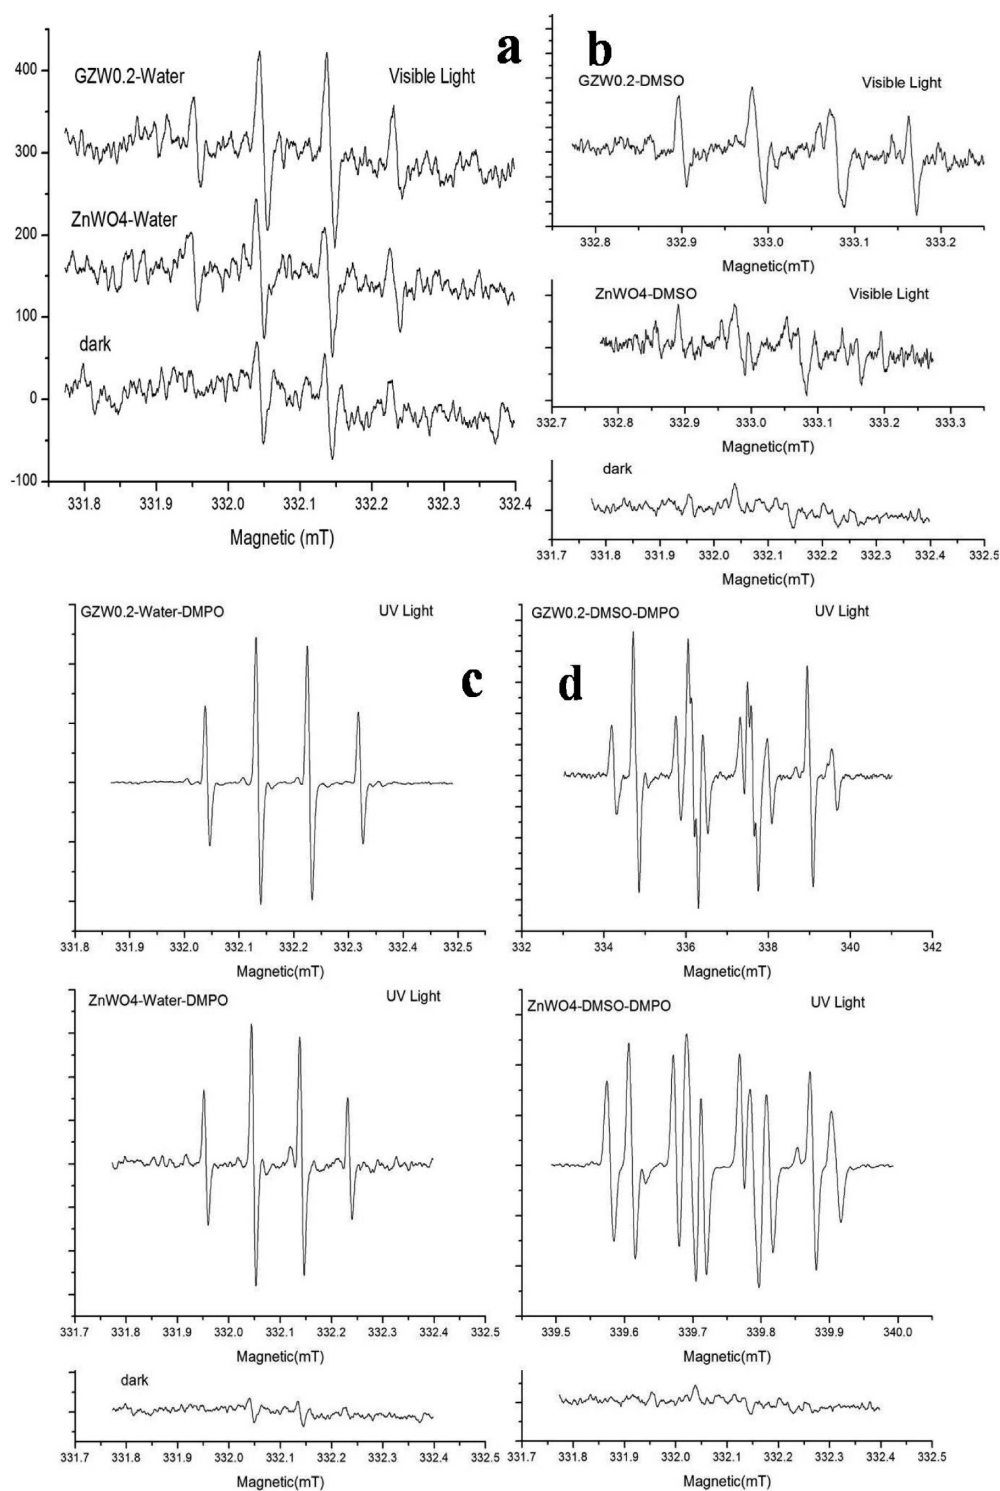 a
GZW0.2-Water
Visible Light
ZnWO4-Water
dark
400
300
200
100
0
-100
331.8 331.9 332.0 332.1 332.2 332.3 332.4
Magnetic (mT)
b
GZW0.2-DMSO
Visible Light
332.8 332.9 333.0 333.1 333.2
Magnetic(mT)
ZnWO4-DMSO
Visible Light
332.7 332.8 332.9 333.0 333.1 333.2 333.3
Magnetic(mT)
dark
331.7 331.8 331.9 332.0 332.1 332.2 332.3 332.4 332.5
Magnetic(mT)
GZW0.2-Water-DMPO
UV Light
c
331.8 331.9 332.0 332.1 332.2 332.3 332.4 332.5
Magnetic(mT)
ZnWO4-Water-DMPO
UV Light
331.7 331.8 331.9 332.0 332.1 332.2 332.3 332.4 332.5
Magnetic(mT)
dark
331.7 331.8 331.9 332.0 332.1 332.2 332.3 332.4 332.5
Magnetic(mT)
GZW0.2-DMSO-DMPO
UV Light
d
332 334 336 338 340 342
Magnetic(mT)
ZnWO4-DMSO-DMPO
UV Light
339.5 339.6 339.7 339.8 339.9 340.0
Magnetic(mT)
331.7 331.8 331.9 332.0 332.1 332.2 332.3 332.4 332.5
Magnetic(mT)